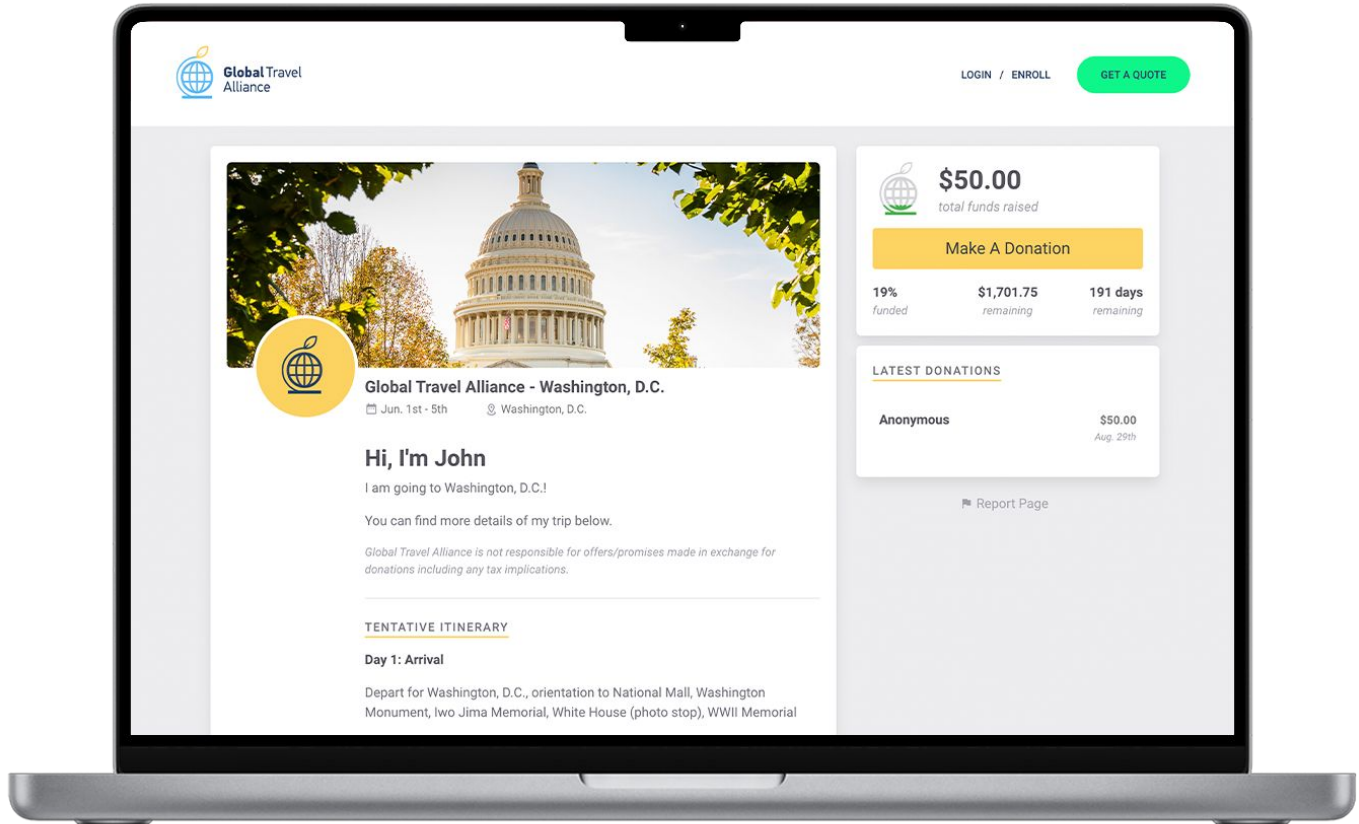 Global Travel
Alliance
LOGIN / ENROLL
GET A QUOTE
Global Travel Alliance - Washington, D.C.
Jun. 1st - 5th
Washington, D.C.
Hi, I'm John
I am going to Washington, D.C.!
You can find more details of my trip below.
Global Travel Alliance is not responsible for offers/promises made in exchange for
donations including any tax implications.
TENTATIVE ITINERARY
Day 1: Arrival
Depart for Washington, D.C., orientation to National Mall, Washington
Monument, Iwo Jima Memorial, White House (photo stop), WWII Memorial
$50.00
total funds raised
Make A Donation
19% $1,701.75 191 days
funded remaining remaining
LATEST DONATIONS
Anonymous $50.00
Aug. 29th
Report Page